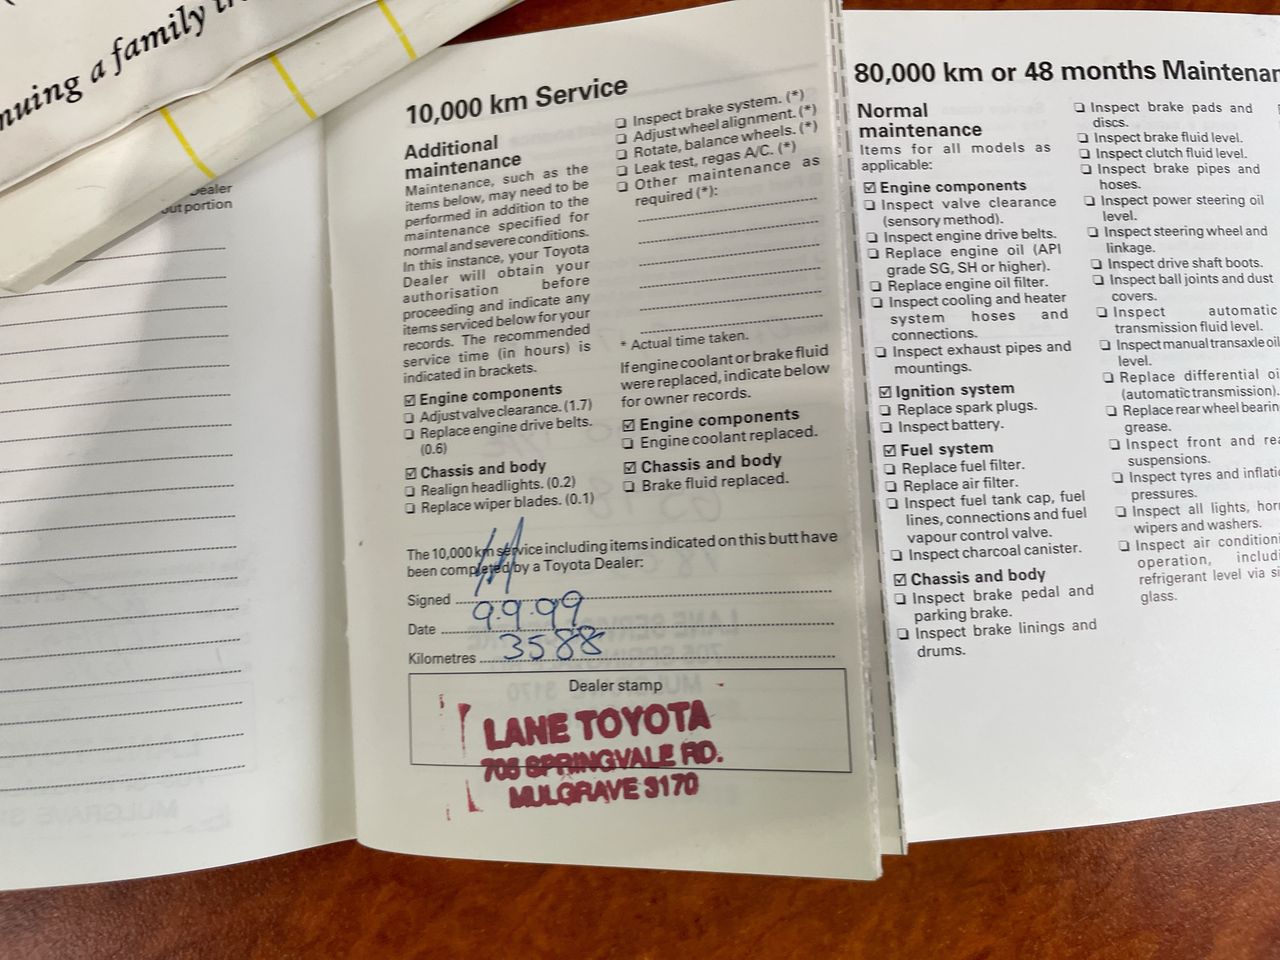 nuing a family
Dealer
out portion
10,000 km Service
Additional
maintenance
Maintenance, such as the
items below, may need to be
performed in addition to the
maintenance specified for
normal and severe conditions.
In this instance, your Toyota
Dealer will obtain your
authorisation before
proceeding and indicate any
items serviced below for your
records. The recommended
service time (in hours) is
indicated in brackets.
☑ Engine components
❏ Adjust valve clearance. (1.7)
❏ Replace engine drive belts.
(0.6)
☑ Chassis and body
❏ Realign headlights. (0.2)
❏ Replace wiper blades. (0.1)
❏ Inspect brake system. (*)
❏ Adjust wheel alignment. (*)
❏ Rotate, balance wheels. (*)
❏ Leak test, regas A/C. (*)
❏ Other maintenance as
required (*):
* Actual time taken.
If engine coolant or brake fluid
were replaced, indicate below
for owner records.
☑ Engine components
❏ Engine coolant replaced.
☑ Chassis and body
❏ Brake fluid replaced.
The 10,000 km service including items indicated on this butt have
been completed by a Toyota Dealer:
Signed
Date 9.9.99
Kilometres 3588
Dealer stamp
LANE TOYOTA
705 SPRINGVALE RD.
MULGRAVE 3170
80,000 km or 48 months Maintenan
Normal
maintenance
Items for all models as
applicable:
☑ Engine components
❏ Inspect valve clearance
(sensory method).
❏ Inspect engine drive belts.
❏ Replace engine oil (API
grade SG, SH or higher).
❏ Replace engine oil filter.
❏ Inspect cooling and heater
system hoses and
connections.
❏ Inspect exhaust pipes and
mountings.
☑ Ignition system
❏ Replace spark plugs.
❏ Inspect battery.
☑ Fuel system
❏ Replace fuel filter.
❏ Replace air filter.
❏ Inspect fuel tank cap, fuel
lines, connections and fuel
vapour control valve.
❏ Inspect charcoal canister.
☑ Chassis and body
❏ Inspect brake pedal and
parking brake.
❏ Inspect brake linings and
drums.
❏ Inspect brake pads and
discs.
❏ Inspect brake fluid level.
❏ Inspect clutch fluid level.
❏ Inspect brake pipes and
hoses.
❏ Inspect power steering oil
level.
❏ Inspect steering wheel and
linkage.
❏ Inspect drive shaft boots.
❏ Inspect ball joints and dust
covers.
❏ Inspect automatic
transmission fluid level.
❏ Inspect manual transaxle oil
level.
❏ Replace differential oi
(automatic transmission).
❏ Replace rear wheel bearin
grease.
❏ Inspect front and rea
suspensions.
❏ Inspect tyres and inflatio
pressures.
❏ Inspect all lights, hor
wipers and washers.
❏ Inspect air conditioni
operation, includi
refrigerant level via si
glass.